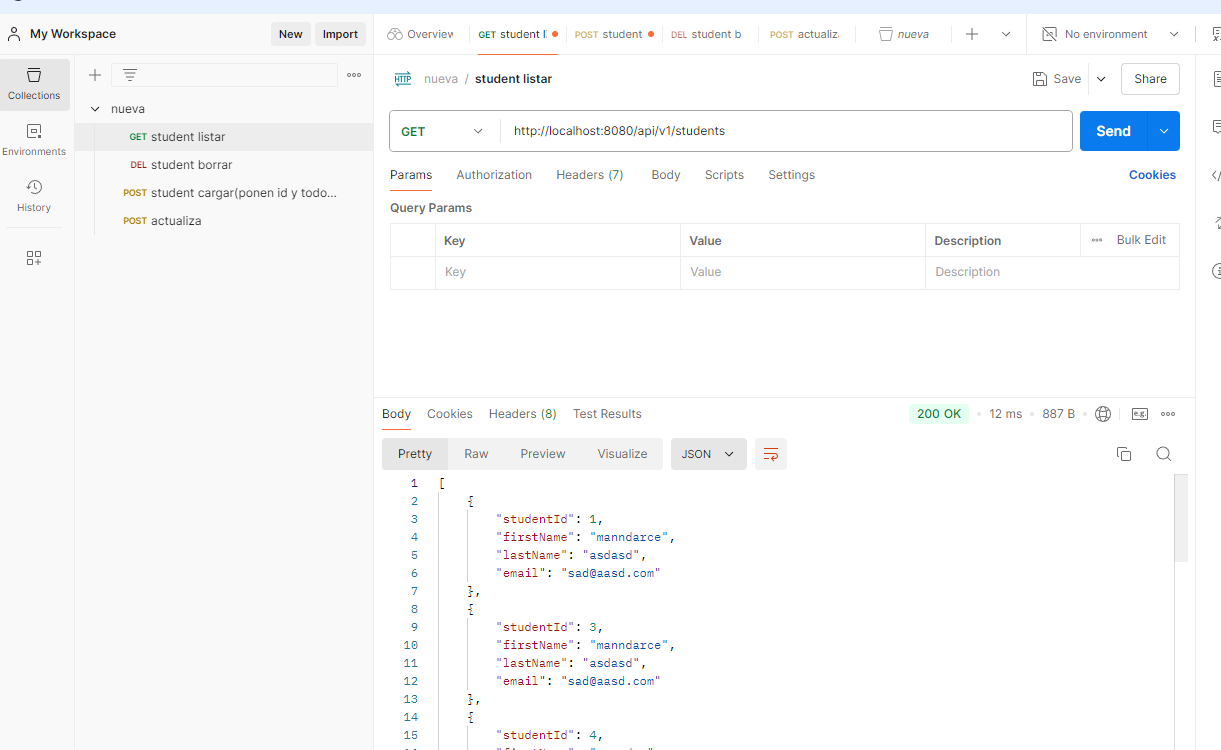 My Workspace
New
Import
Overview
GET student l
POST student
DEL student b
POST actualiz
nueva
No environment
Collections
Environments
History
nueva
GET student listar
DEL student borrar
POST student cargar(ponen id y todo...
POST actualiza
HTTP
nueva / student listar
Save
Share
GET
http://localhost:8080/api/v1/students
Send
Params
Authorization
Headers (7)
Body
Scripts
Settings
Cookies
Query Params
Key Value Description
Bulk Edit
Key Value Description
Body
Cookies
Headers (8)
Test Results
200 OK
12 ms
887 B
e.g.
Pretty
Raw
Preview
Visualize
JSON
1 [
2 {
3 "studentId": 1,
4 "firstName": "manndarce",
5 "lastName": "asdasd",
6 "email": "sad@aasd.com"
7 },
8 {
9 "studentId": 3,
10 "firstName": "manndarce",
11 "lastName": "asdasd",
12 "email": "sad@aasd.com"
13 },
14 {
15 "studentId": 4,